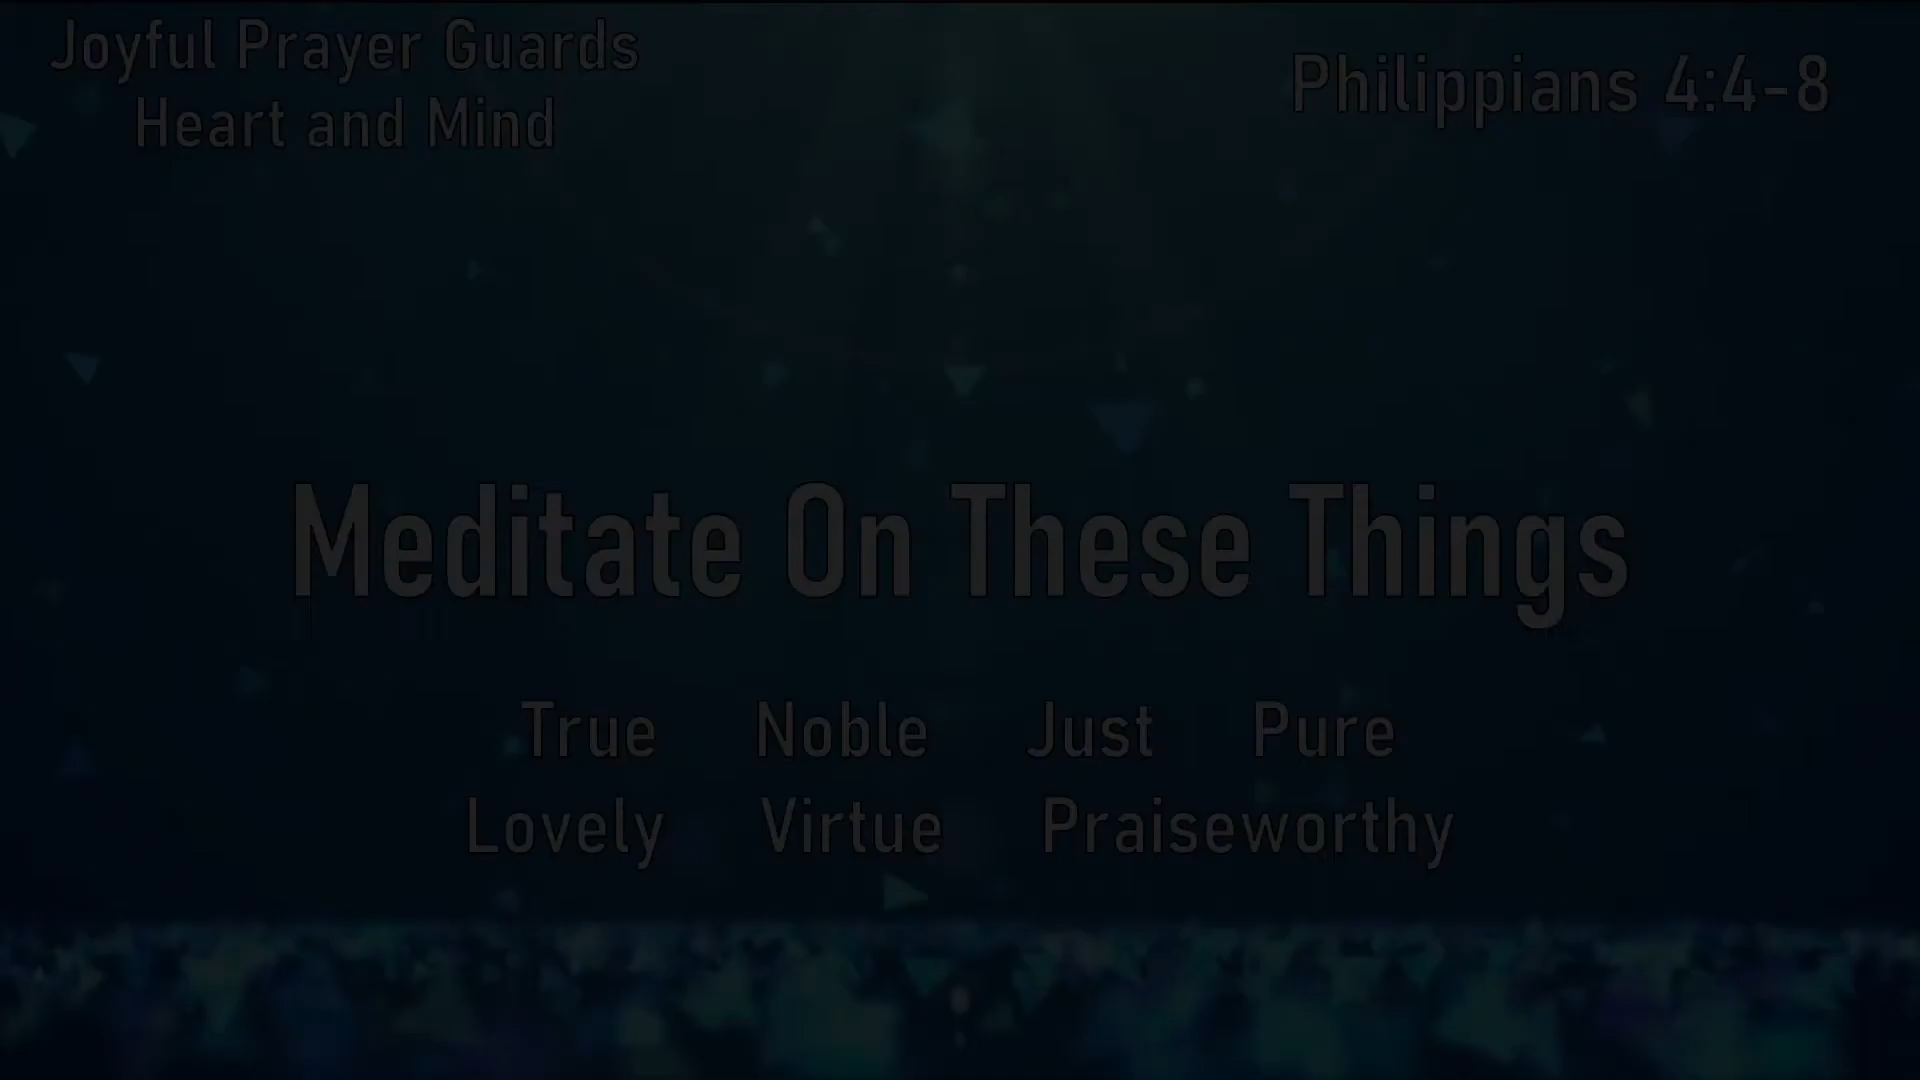 Joyful Prayer Guards
Heart and Mind
Philippians 4:4-8
Meditate On These Things
True Noble Just Pure
Lovely Virtue Praiseworthy